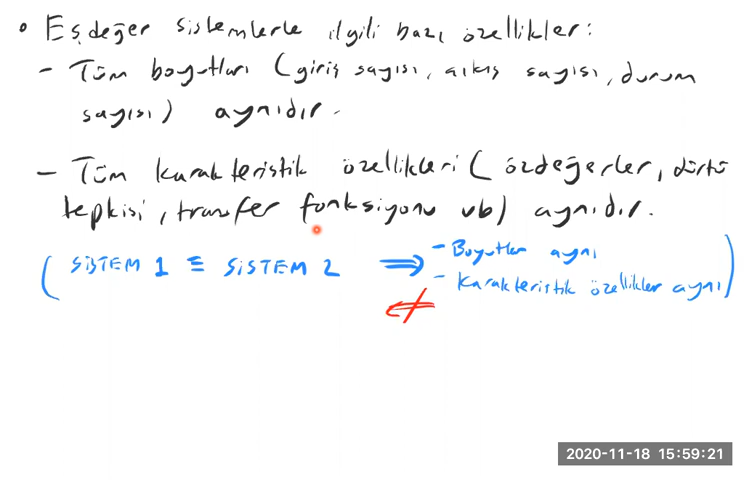 • Eşdeğer sistemlerle ilgili bazı özellikler:
- Tüm boyutları (giriş sayısı, çıkış sayısı, durum
sayısı) aynıdır.
- Tüm karakteristik özellikleri (özdeğerler, dürtü
tepkisi, transfer fonksiyonu vb) aynıdır.
(SİSTEM 1 ≡ SİSTEM 2 ⇒ - Boyutlar aynı
- Karakteristik özellikler aynı)
⇍
2020-11-18 15:59:21